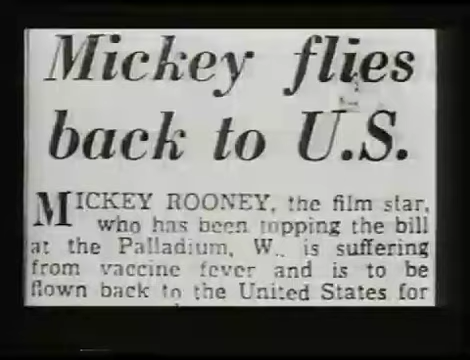 Mickey flies
back to U.S.
MICKEY ROONEY, the film star,
who has been topping the bill
at the Palladium, W., is suffering
from vaccine fever and is to be
flown back to the United States for